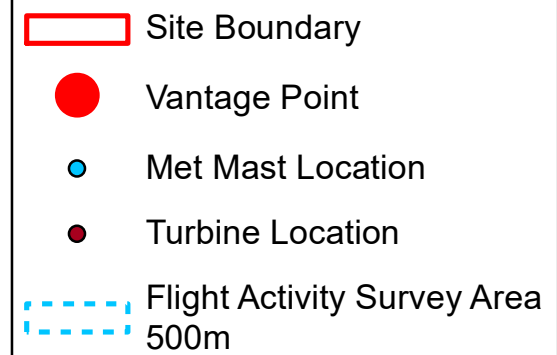 Site Boundary
Vantage Point
Met Mast Location
Turbine Location
Flight Activity Survey Area
500m